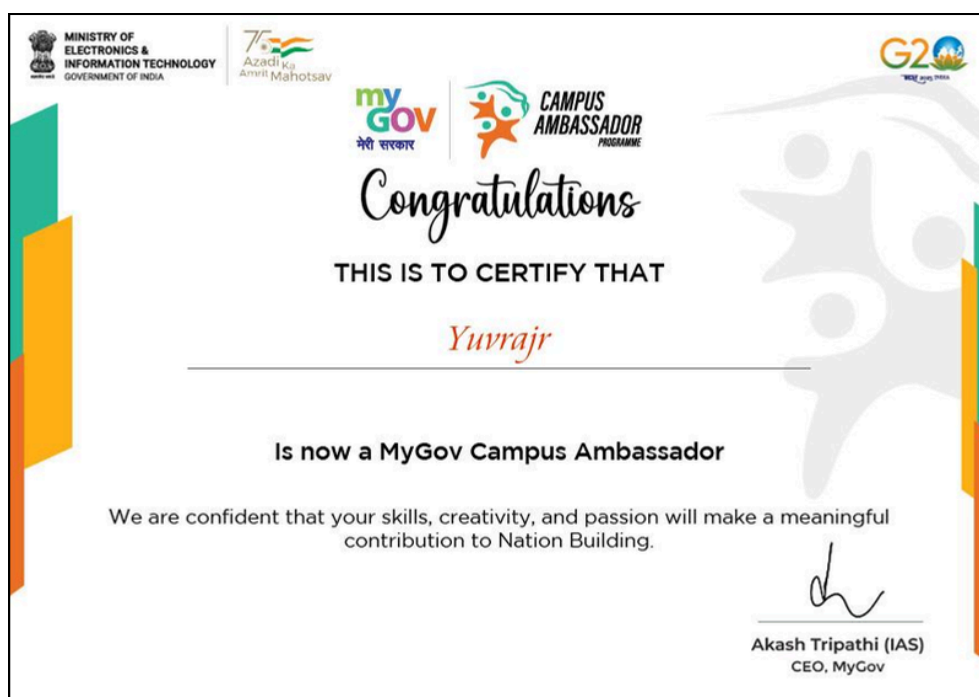 MINISTRY OF
ELECTRONICS &
INFORMATION TECHNOLOGY
GOVERNMENT OF INDIA
75
Azadi Ka
Amrit Mahotsav
G20
my
GOV
मेरी सरकार
CAMPUS
AMBASSADOR
PROGRAMME
Congratulations
THIS IS TO CERTIFY THAT
Yuvrajr
Is now a MyGov Campus Ambassador
We are confident that your skills, creativity, and passion will make a meaningful
contribution to Nation Building.
Akash Tripathi (IAS)
CEO, MyGov